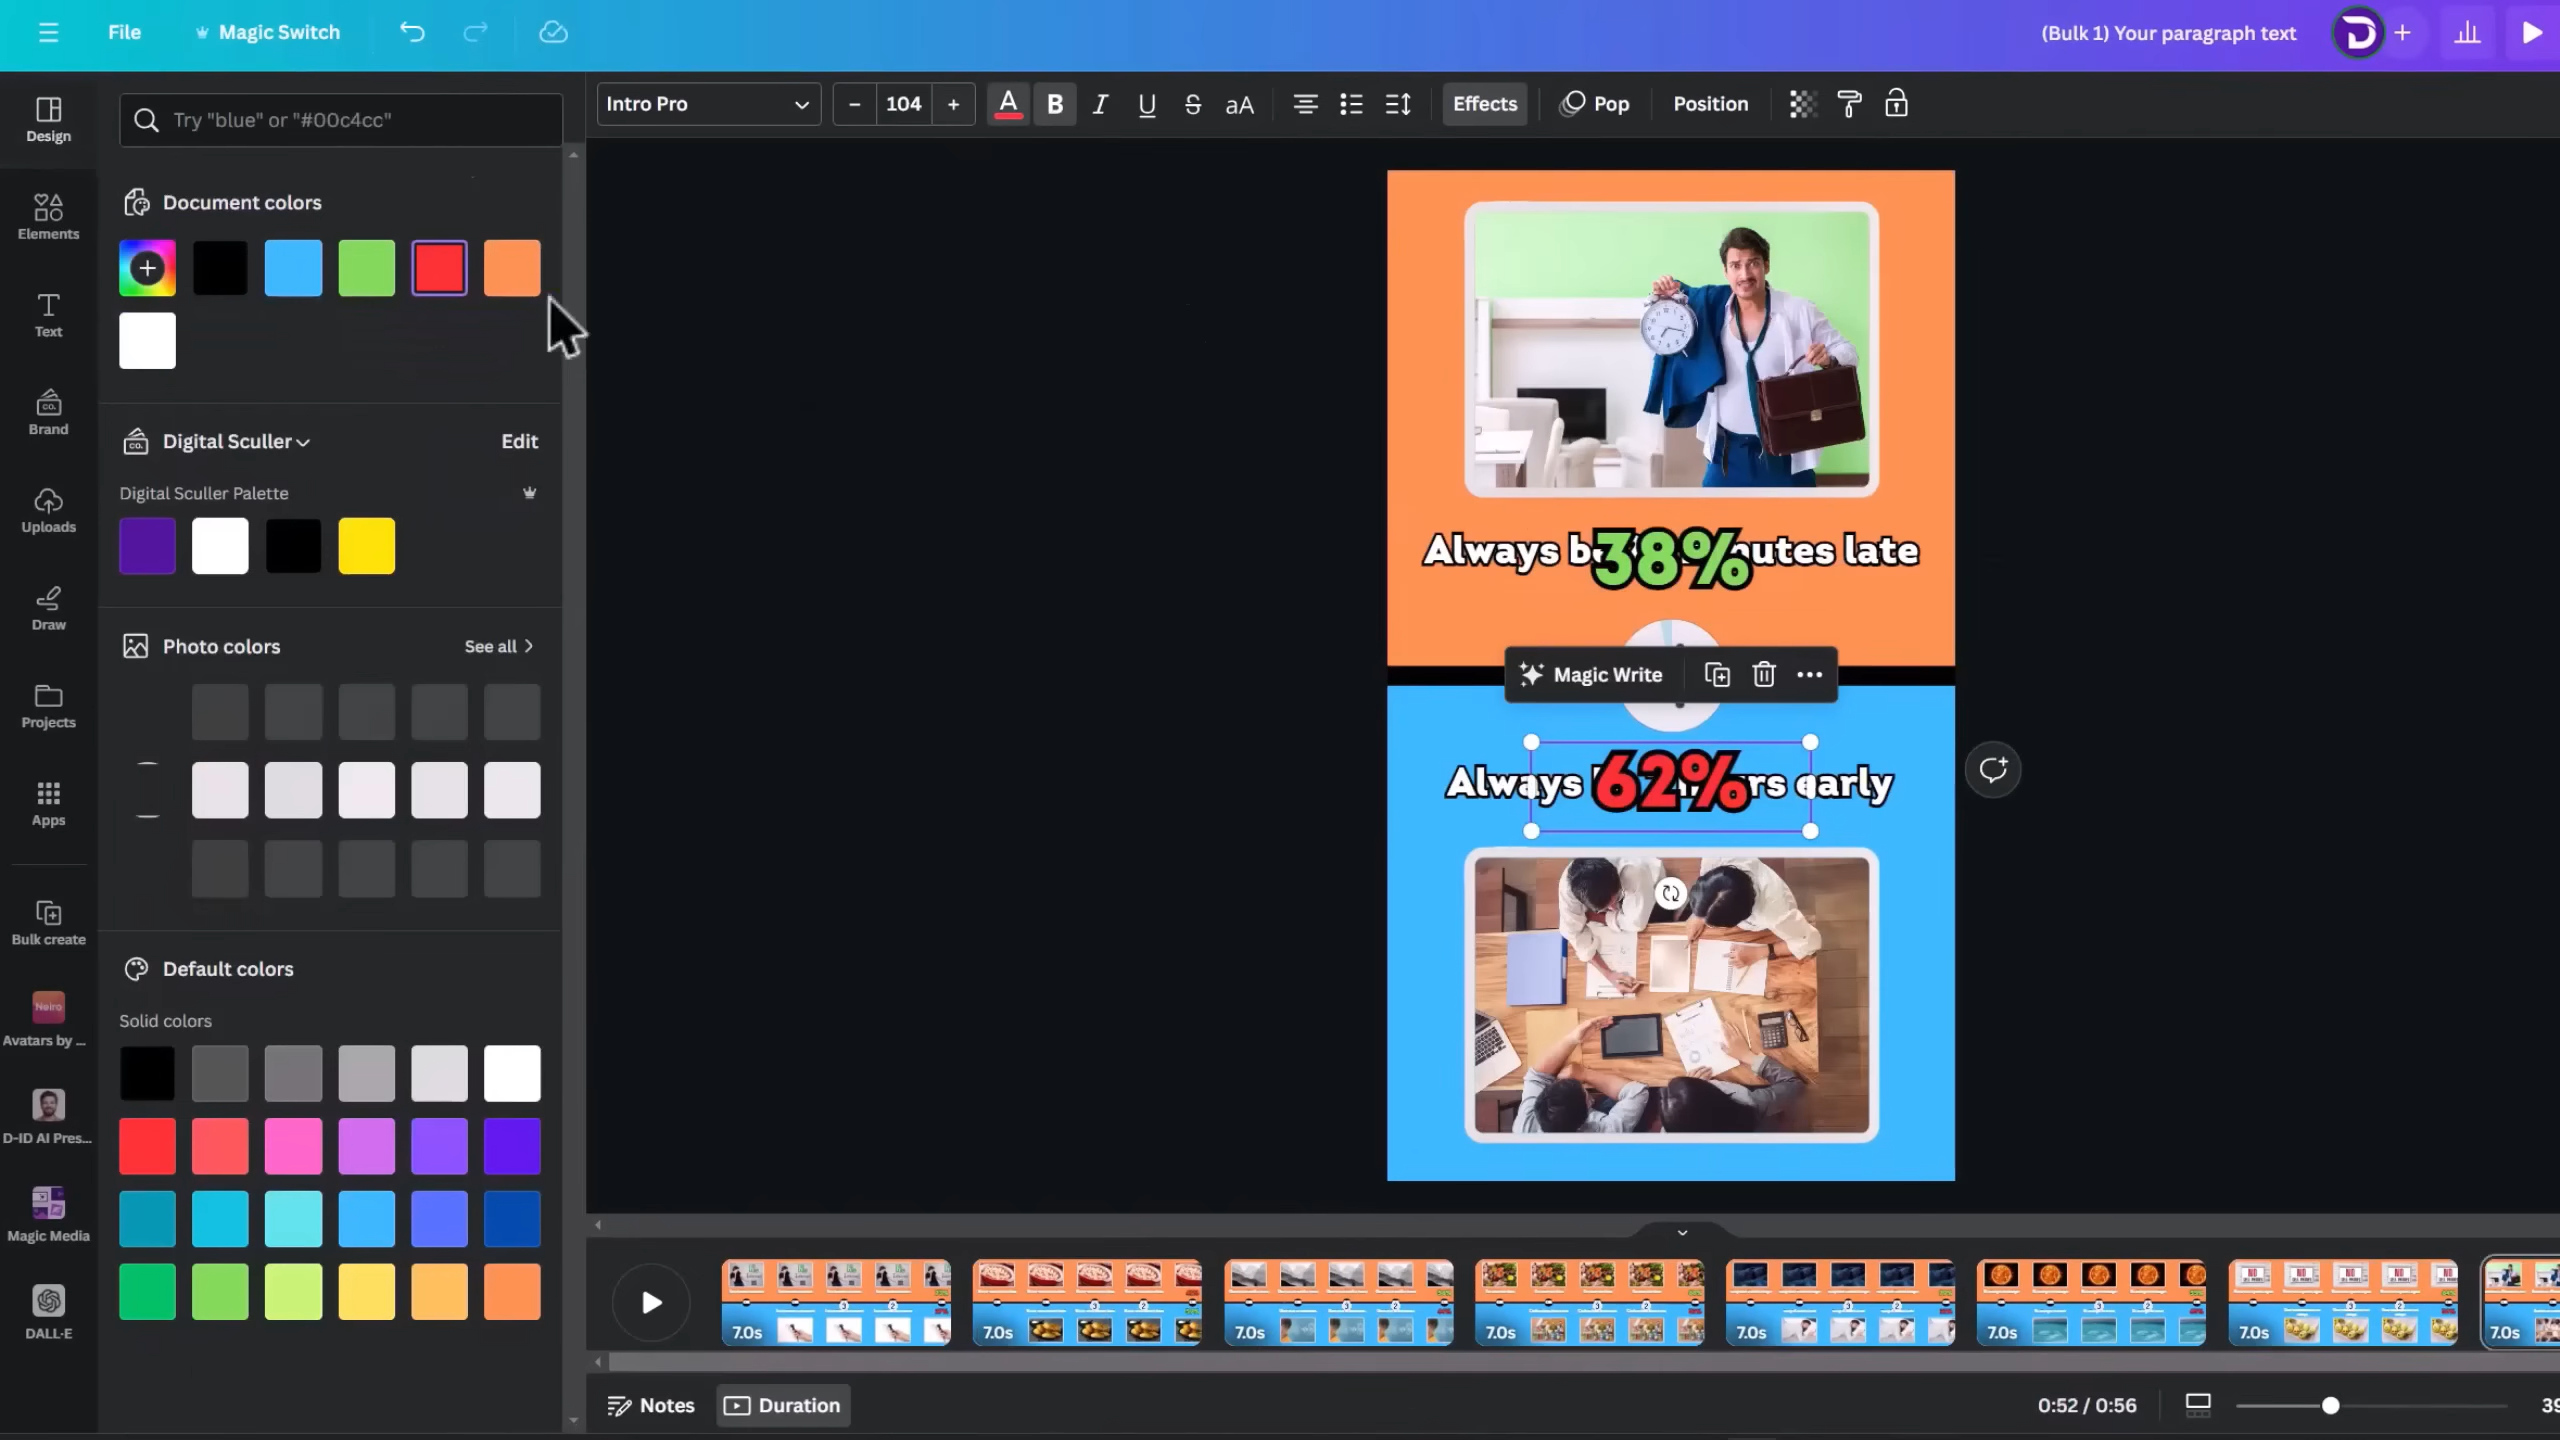 File
Magic Switch
(Bulk 1) Your paragraph text
Design
Elements
Text
Brand
Uploads
Draw
Projects
Apps
Bulk create
Avatars by ...
D-ID AI Pres...
Magic Media
DALL·E
Try "blue" or "#00c4cc"
Document colors
Digital Sculler
Edit
Digital Sculler Palette
Photo colors
See all
Default colors
Solid colors
Intro Pro
- 104 +
A B I U S aA
Effects
Pop
Position
Always b 38% nutes late
Magic Write
Always 62% rs early
7.0s
7.0s
7.0s
7.0s
7.0s
7.0s
7.0s
7.0s
Notes
Duration
0:52 / 0:56